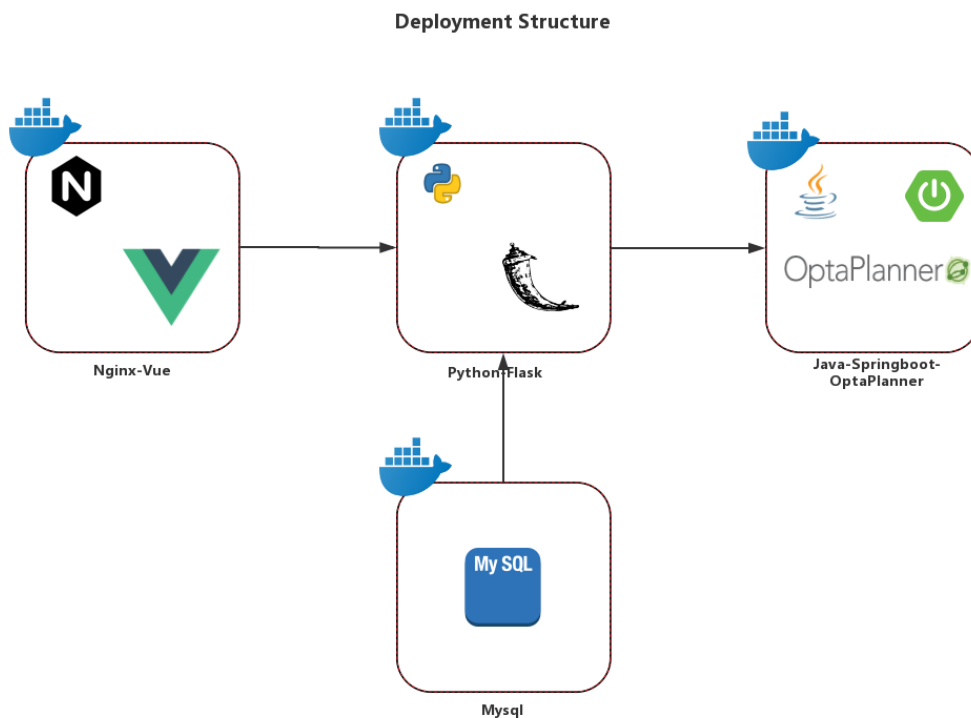 Deployment Structure
N
OptaPlanner
Nginx-Vue
Python-Flask
Java-Springboot-
OptaPlanner
My SQL
Mysql